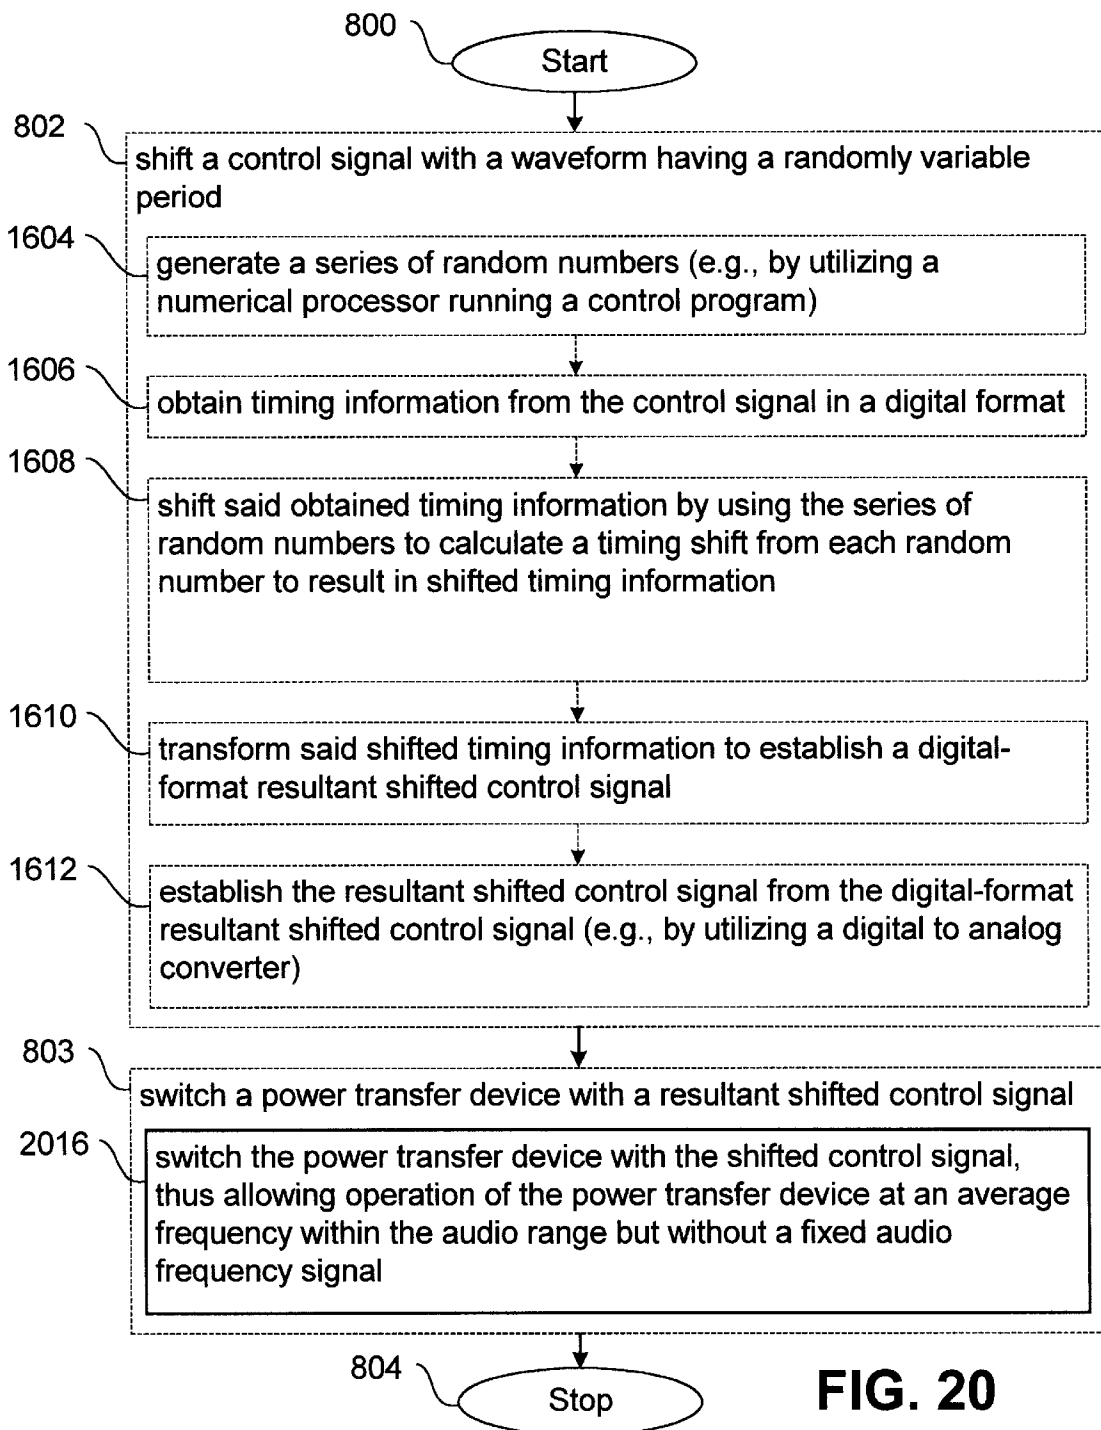 800
Start
802
shift a control signal with a waveform having a randomly variable
period
1604
generate a series of random numbers (e.g., by utilizing a
numerical processor running a control program)
1606
obtain timing information from the control signal in a digital format
1608
shift said obtained timing information by using the series of
random numbers to calculate a timing shift from each random
number to result in shifted timing information
1610
transform said shifted timing information to establish a digital-
format resultant shifted control signal
1612
establish the resultant shifted control signal from the digital-format
resultant shifted control signal (e.g., by utilizing a digital to analog
converter)
803
switch a power transfer device with a resultant shifted control signal
2016
switch the power transfer device with the shifted control signal,
thus allowing operation of the power transfer device at an average
frequency within the audio range but without a fixed audio
frequency signal
804
Stop
FIG. 20